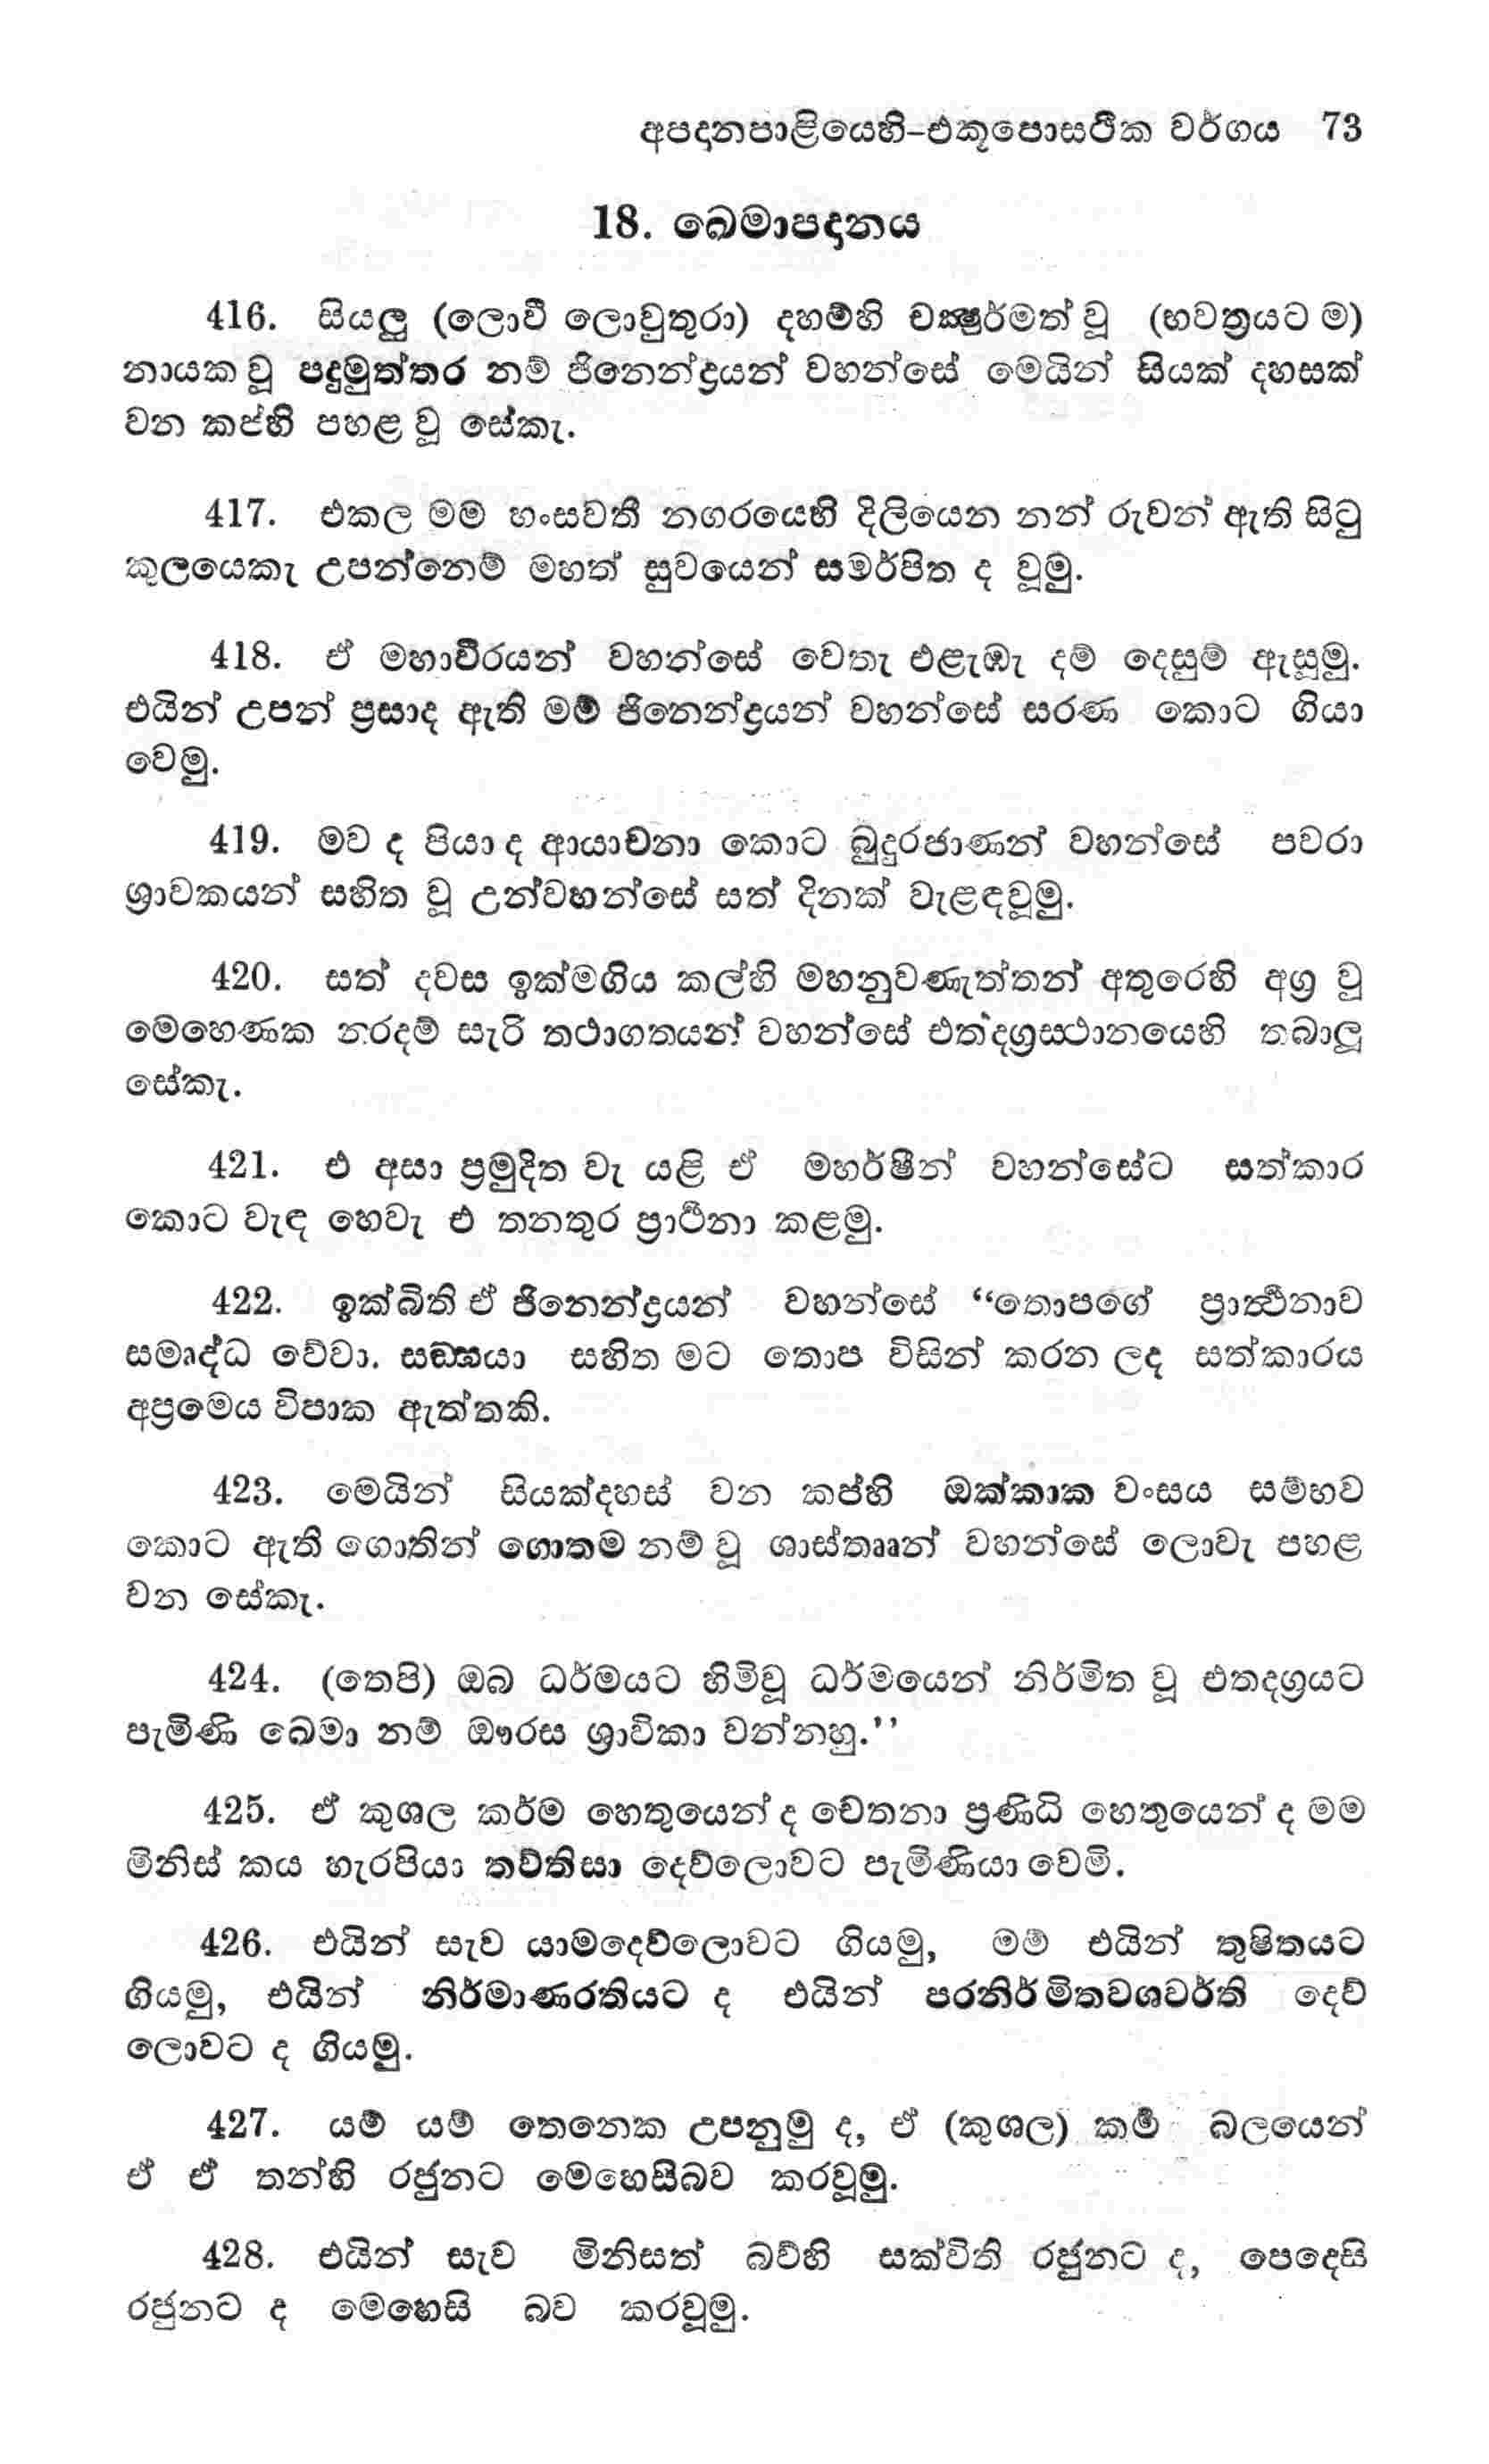 අපදානපාළියෙහි–එකූපොසථික වර්ගය 73
18. ඛෙමාපදානය
416. සියලු (ලොවී ලොවුතුරා) දහම්හි චක්‍ෂුර්මත් වූ (භවත්‍රයට ම)
නායක වූ පදුමුත්තර නම් ජිනෙන්ද්‍රයන් වහන්සේ මෙයින් සියක් දහසක්
වන කප්හි පහළ වූ සේකැ.
417. එකල මම හංසවතී නගරයෙහි දිලියෙන නන් රුවන් ඇති සිටු
කුලයෙකැ උපන්නෙම් මහත් සුවයෙන් සමර්පිත ද වූමු.
418. ඒ මහාවීරයන් වහන්සේ වෙතැ එළැඹැ දම් දෙසුම් ඇසූමු.
එයින් උපන් ප්‍රසාද ඇති මම් ජිනෙන්ද්‍රයන් වහන්සේ සරණ කොට ගියා
වෙමු.
419. මව ද පියා ද ආයාචනා කොට බුදුරජාණන් වහන්සේ පවරා
ශ්‍රාවකයන් සහිත වූ උන්වහන්සේ සත් දිනක් වැළඳවූමු.
420. සත් දවස ඉක්මගිය කල්හි මහනුවණැත්තන් අතුරෙහි අග්‍ර වූ
මෙහෙණක නරදම් සැරි තථාගතයන් වහන්සේ එතදග්‍රස්ථානයෙහි තබාලූ
සේකැ.
421. එ අසා ප්‍රමුදිත වැ යළි ඒ මහර්ෂීන් වහන්සේට සත්කාර
කොට වැඳ හෙවැ එ තනතුර ප්‍රාර්ථනා කළමු.
422. ඉක්බිති ඒ ජිනෙන්ද්‍රයන් වහන්සේ “තොපගේ ප්‍රාර්ත්‍ථනාව
සමෘද්ධ වේවා. සඞ්ඝයා සහිත මට තොප විසින් කරන ලද සත්කාරය
අප්‍රමෙය විපාක ඇත්තකි.
423. මෙයින් සියක්දහස් වන කප්හි ඔක්කාක වංසය සම්භව
කොට ඇති ගොතින් ගොතම නම් වූ ශාස්තෲන් වහන්සේ ලොවැ පහළ
වන සේකැ.
424. (තෙපි) ඔබ ධර්මයට හිමිවූ ධර්මයෙන් නිර්මිත වූ එතදග්‍රයට
පැමිණි ඛෙමා නම් ඖරස ශ්‍රාවිකා වන්නහු.’’
425. ඒ කුශල කර්ම හෙතුයෙන් ද චේතනා ප්‍රණිධි හෙතුයෙන් ද මම
මිනිස් කය හැරපියා තව්තිසා දෙව්ලොවට පැමිණියා වෙමි.
426. එයින් සැව යාමදෙව්ලොවට ගියමු, මම් එයින් තුෂිතයට
ගියමු, එයින් නිර්මාණරතියට ද එයින් පරනිර්මිතවශවර්ති දෙව්
ලොවට ද ගියමු.
427. යම් යම් තෙනෙක උපනුමු ද, ඒ (කුශල) කර්ම බලයෙන්
ඒ ඒ තන්හි රජුනට මෙහෙසිබව කරවූමු.
428. එයින් සැව මිනිසත් බව්හි සක්විති රජුනට ද, පෙදෙසි
රජුනට ද මෙහෙසි බව කරවූමු.